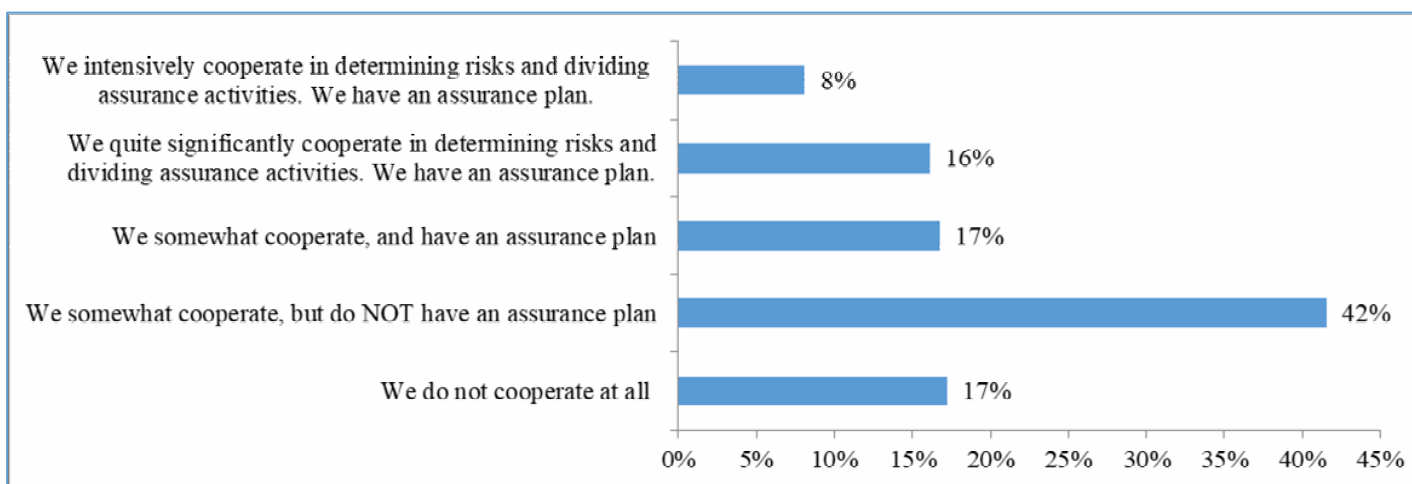 We intensively cooperate in determining risks and dividing
assurance activities. We have an assurance plan.
8%
We quite significantly cooperate in determining risks and
dividing assurance activities. We have an assurance plan.
16%
We somewhat cooperate, and have an assurance plan
17%
We somewhat cooperate, but do NOT have an assurance plan
42%
We do not cooperate at all
17%
0% 5% 10% 15% 20% 25% 30% 35% 40% 45%